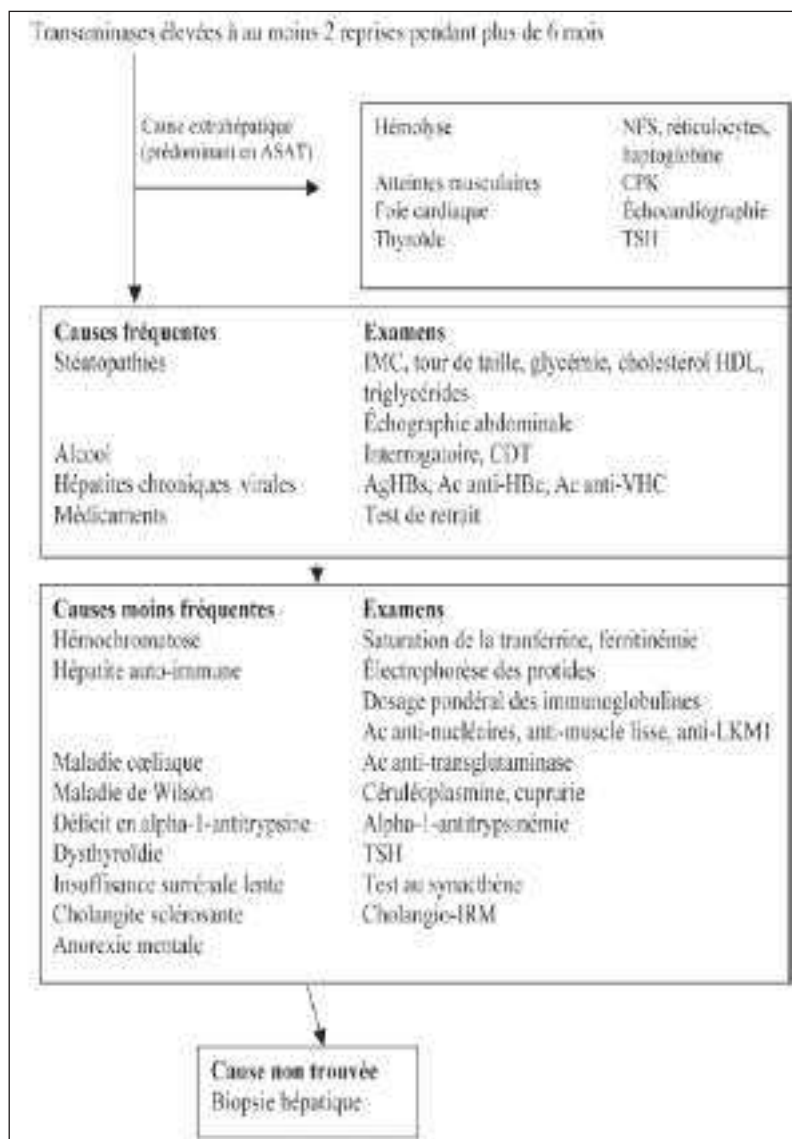 Transaminases élevées à au moins 2 reprises pendant plus de 6 mois
Cause extrahépatique
(prédominant en ASAT)
Hémolyse NFS, réticulocytes,
haptoglobine
Atteintes musculaires CPK
Foie cardiaque Échocardiographie
Thyroïde TSH
Causes fréquentes Examens
Stéatopathies IMC, tour de taille, glycémie, cholesterol HDL,
triglycérides
Échographie abdominale
Alcool Interrogatoire, CDT
Hépatites chroniques virales AgHBs, Ac anti-HBc, Ac anti-VHC
Médicaments Test de retrait
Causes moins fréquentes Examens
Hémochromatose Saturation de la tranferrine, ferritinémie
Hépatite auto-immune Électrophorèse des protides
Dosage pondéral des immunoglobulines
Ac anti-nucléaires, anti-muscle lisse, anti-LKM1
Maladie cœliaque Ac anti-transglutaminase
Maladie de Wilson Céruléoplasmine, cuprurie
Déficit en alpha-1-antitrypsine Alpha-1-antitrypsinémie
Dysthyroïdie TSH
Insuffisance surrénale lente Test au synacthène
Cholangite sclérosante Cholangio-IRM
Anorexie mentale
Cause non trouvée
Biopsie hépatique